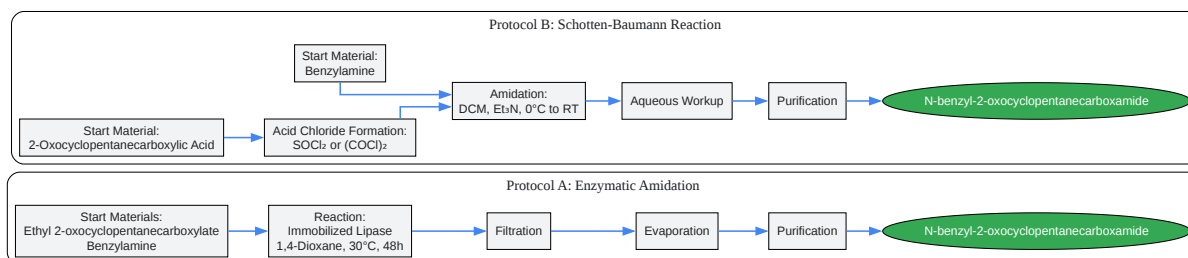 Protocol B: Schotten-Baumann Reaction
Start Material:
Benzylamine
Start Material:
2-Oxocyclopentanecarboxylic Acid
Acid Chloride Formation:
SOCl₂ or (COCl)₂
Amidation:
DCM, Et₃N, 0°C to RT
Aqueous Workup
Purification
N-benzyl-2-oxocyclopentanecarboxamide
Protocol A: Enzymatic Amidation
Start Materials:
Ethyl 2-oxocyclopentanecarboxylate
Benzylamine
Reaction:
Immobilized Lipase
1,4-Dioxane, 30°C, 48h
Filtration
Evaporation
Purification
N-benzyl-2-oxocyclopentanecarboxamide